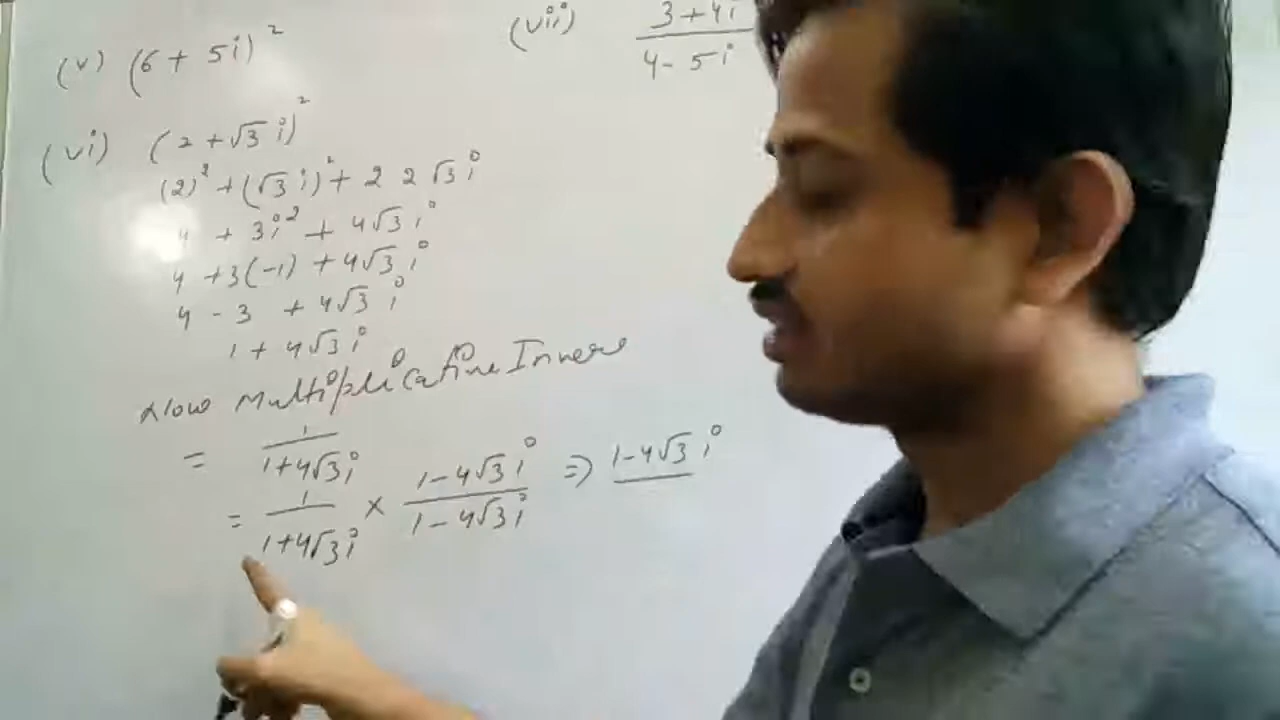 (v) (6 + 5i)²
(vi) (2 + √3 i)²
(2)² + (√3 i)² + 2 2 √3 i
4 + 3i² + 4√3 i
4 + 3(-1) + 4√3 i
4 - 3 + 4√3 i
1 + 4√3 i
Now Multiplicative Inverse
= 1/(1+4√3 i)
= 1/(1+4√3 i) × (1-4√3 i)/(1-4√3 i) ⇒ 1-4√3 i
(vii) (3+4i)/(4-5i)